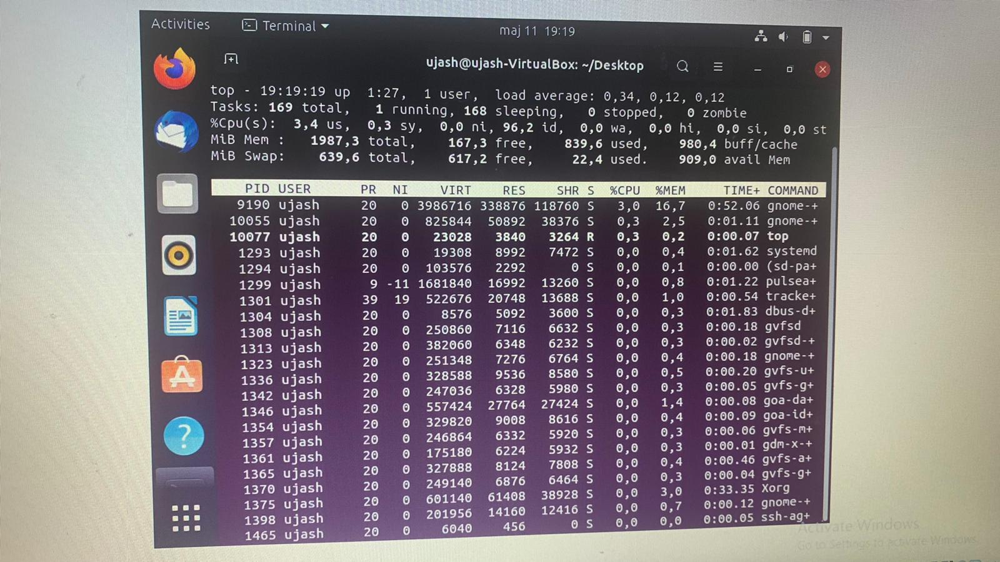 Activities Terminal maj 11 19:19
ujash@ujash-VirtualBox: ~/Desktop
top - 19:19:19 up 1:27, 1 user, load average: 0,34, 0,12, 0,12
Tasks: 169 total, 1 running, 168 sleeping, 0 stopped, 0 zombie
%Cpu(s): 3,4 us, 0,3 sy, 0,0 ni, 96,2 id, 0,0 wa, 0,0 hi, 0,0 si, 0,0 st
MiB Mem : 1987,3 total, 167,3 free, 839,6 used, 980,4 buff/cache
MiB Swap: 639,6 total, 617,2 free, 22,4 used. 909,0 avail Mem
PID USER PR NI VIRT RES SHR S %CPU %MEM TIME+ COMMAND
9190 ujash 20 0 3986716 338876 118760 S 3,0 16,7 0:52.06 gnome-+
10055 ujash 20 0 825844 50892 38376 S 0,3 2,5 0:01.11 gnome-+
10077 ujash 20 0 23028 3840 3264 R 0,3 0,2 0:00.07 top
1293 ujash 20 0 19308 8992 7472 S 0,0 0,4 0:01.62 systemd
1294 ujash 20 0 103576 2292 0 S 0,0 0,1 0:00.00 (sd-pa+
1299 ujash 9 -11 1681840 16992 13260 S 0,0 0,8 0:01.22 pulsea+
1301 ujash 39 19 522676 20748 13688 S 0,0 1,0 0:00.54 tracke+
1304 ujash 20 0 8576 5092 3600 S 0,0 0,3 0:01.83 dbus-d+
1308 ujash 20 0 250860 7116 6632 S 0,0 0,3 0:00.18 gvfsd
1313 ujash 20 0 382060 6348 6232 S 0,0 0,3 0:00.02 gvfsd-+
1323 ujash 20 0 251348 7276 6764 S 0,0 0,4 0:00.18 gnome-+
1336 ujash 20 0 328588 9536 8580 S 0,0 0,5 0:00.20 gvfs-u+
1342 ujash 20 0 247036 6328 5980 S 0,0 0,3 0:00.05 gvfs-g+
1346 ujash 20 0 557424 27764 27424 S 0,0 1,4 0:00.08 goa-da+
1354 ujash 20 0 329820 9008 8616 S 0,0 0,4 0:00.09 goa-id+
1357 ujash 20 0 246864 6332 5920 S 0,0 0,3 0:00.06 gvfs-m+
1361 ujash 20 0 175180 6224 5932 S 0,0 0,3 0:00.01 gdm-x-+
1365 ujash 20 0 327888 8124 7808 S 0,0 0,4 0:00.46 gvfs-a+
1370 ujash 20 0 249140 6876 6464 S 0,0 0,3 0:00.04 gvfs-g+
1375 ujash 20 0 601140 61408 38928 S 0,0 3,0 0:33.35 Xorg
1398 ujash 20 0 201956 14160 12416 S 0,0 0,7 0:00.12 gnome-+
1465 ujash 20 0 6040 456 0 S 0,0 0,0 0:00.05 ssh-ag+
Activate Windows
Go to Settings to activate Windows.